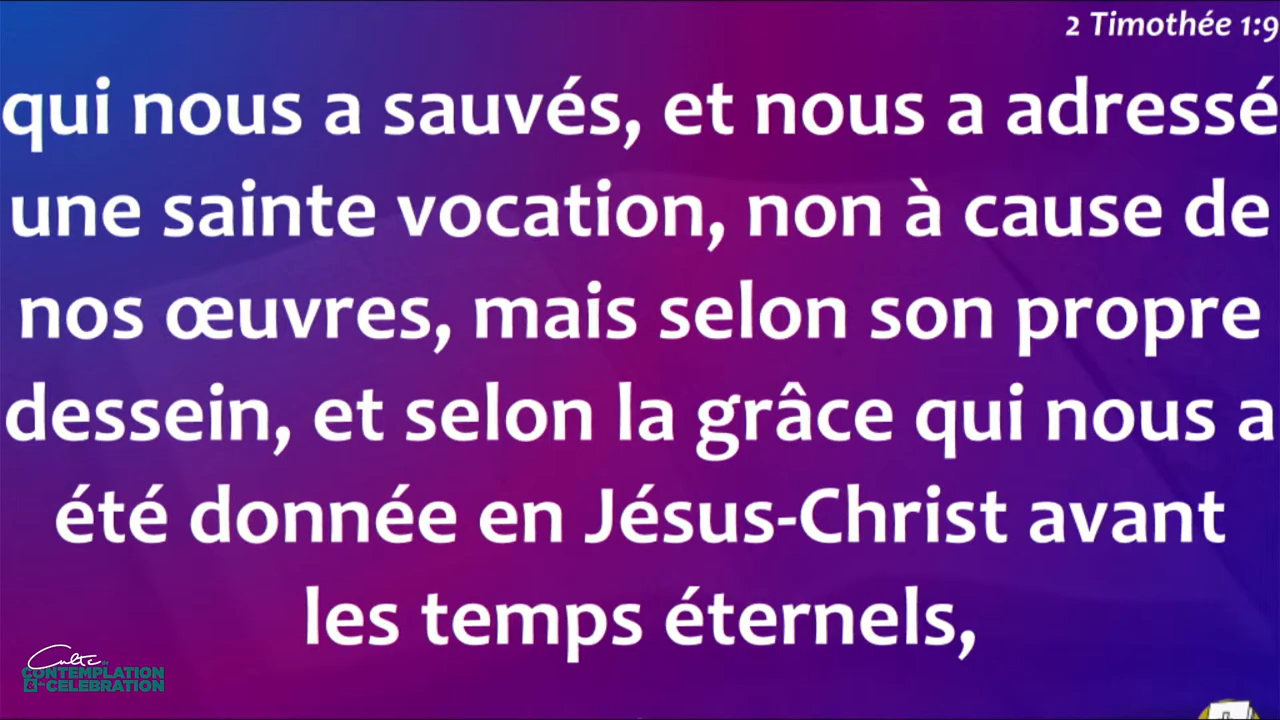 2 Timothée 1:9
qui nous a sauvés, et nous a adressé
une sainte vocation, non à cause de
nos œuvres, mais selon son propre
dessein, et selon la grâce qui nous a
été donnée en Jésus-Christ avant
les temps éternels,
Culte
CONTEMPLATION
& CELEBRATION